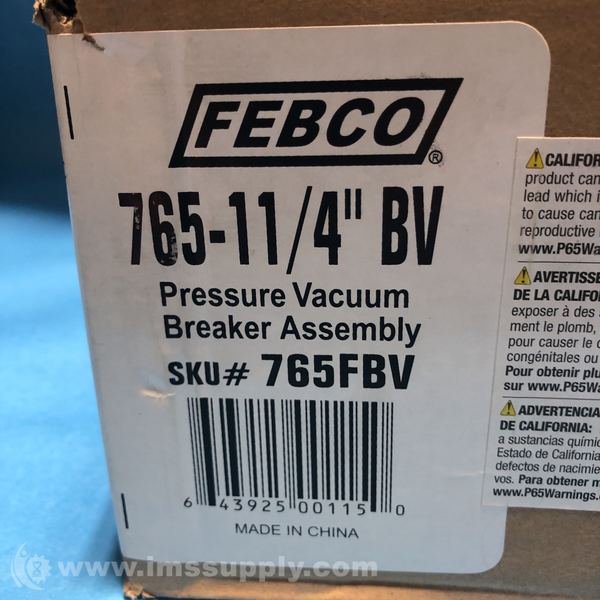 FEBCO®
765-11/4" BV
Pressure Vacuum
Breaker Assembly
SKU# 765FBV
6 43925 00115 0
MADE IN CHINA
⚠ CALIFOR
product can
lead which i
to cause can
reproductive
www.P65Wa
⚠ AVERTISSE
DE LA CALIFO
exposer à des
ment le plomb,
pour causer le c
congénitales ou
Pour obtenir plu
sur www.P65Wa
⚠ ADVERTENCIA
DE CALIFORNIA:
a sustancias químic
Estado de California
defectos de nacimie
vos. Para obtener m
www.P65Warnings.
www.imssupply.com